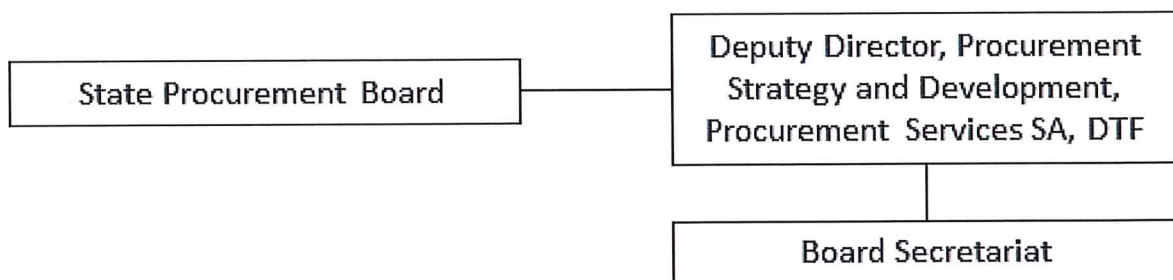 State Procurement Board
Deputy Director, Procurement
Strategy and Development,
Procurement Services SA, DTF
Board Secretariat